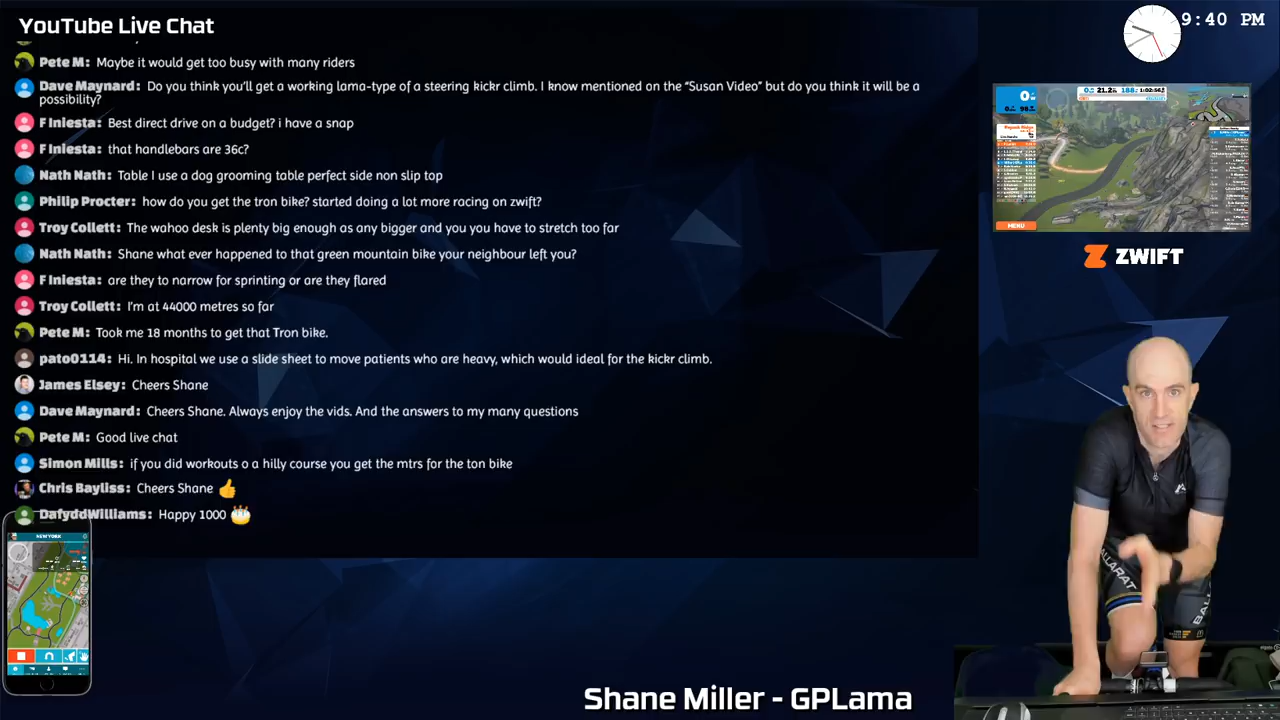 YouTube Live Chat
9:40 PM
Pete M: Maybe it would get too busy with many riders
Dave Maynard: Do you think you'll get a working lama-type of a steering kickr climb. I know mentioned on the “Susan Video” but do you think it will be a
possibility?
F Iniesta: Best direct drive on a budget? i have snap
F Iniesta: that handlebars are 36c?
Nath Nath: Table I use a dog grooming table perfect side non slip top
Philip Procter: how do you get the tron bike, started doing a lot more racing on zwift?
Troy Collett: The wahoo desk is plenty big enough as any bigger and you you have to stretch too far
Nath Nath: Shane what ever happened to that green mountain bike your neighbour left you?
F Iniesta: are they to narrow for sprinting or are they flared
Troy Collett: I'm at 44000 metres so far
Pete M: Took me 18 months to get that Tron bike.
pato0114: Hi. In hospital we use a slide sheet to move patients who are heavy, which would ideal for the kickr climb.
James Elsey: Cheers Shane
Dave Maynard: Cheers Shane. Always enjoy the vids. And the answers to my many questions
Pete M: Good live chat
Simon Mills: if you did workouts o a hilly course you get the mtrs for the ton bike
Chris Bayliss: Cheers Shane 👍
DafyddWilliams: Happy 1000 🎂
MENU
ZWIFT
NEW YORK
BALLARAT
Shane Miller - GPLama